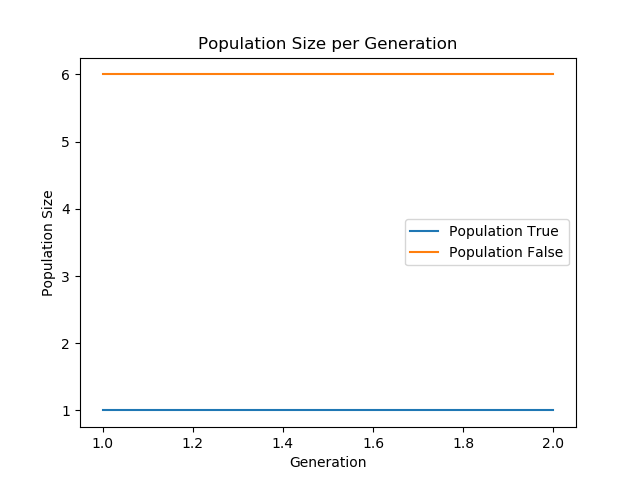 Population Size per Generation
6
5
4
3
2
1
Population Size
Population True
Population False
1.0 1.2 1.4 1.6 1.8 2.0
Generation